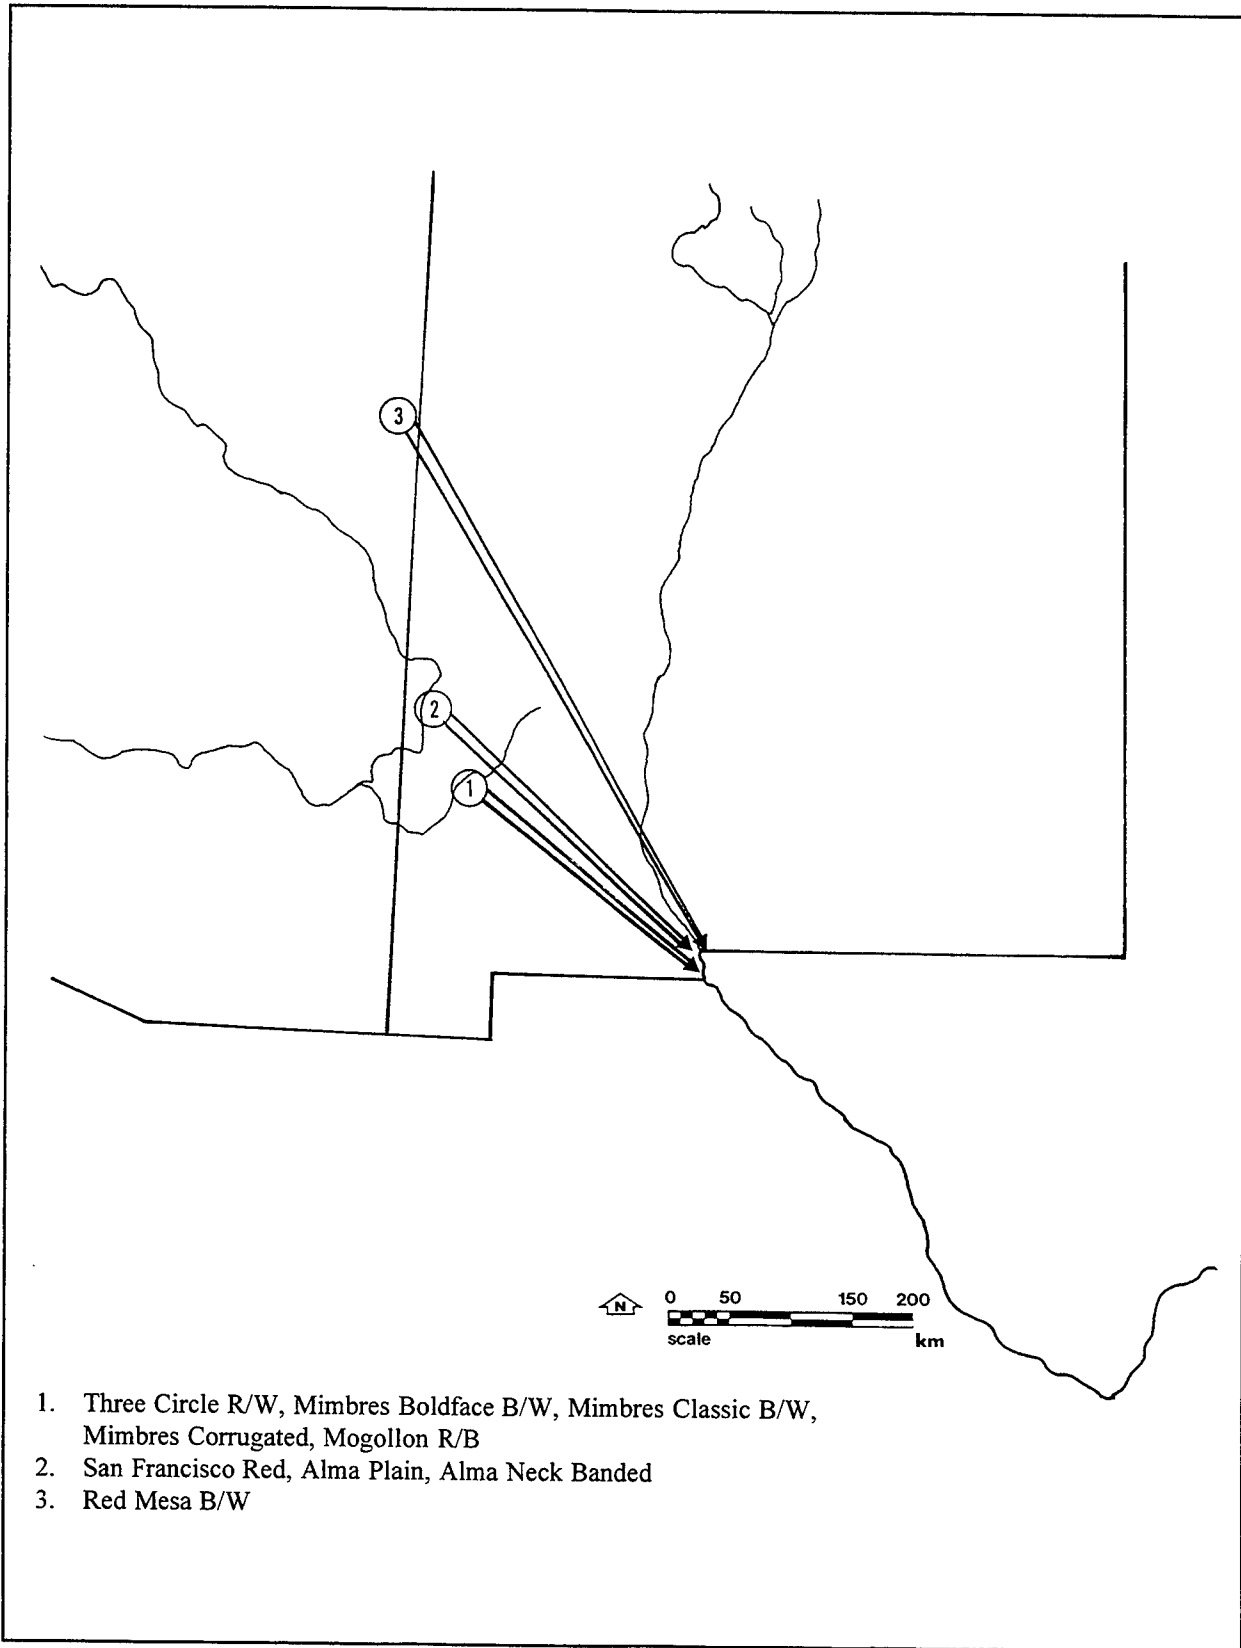 3
2
1
N
0 50 150 200
scale km
1. Three Circle R/W, Mimbres Boldface B/W, Mimbres Classic B/W,
Mimbres Corrugated, Mogollon R/B
2. San Francisco Red, Alma Plain, Alma Neck Banded
3. Red Mesa B/W